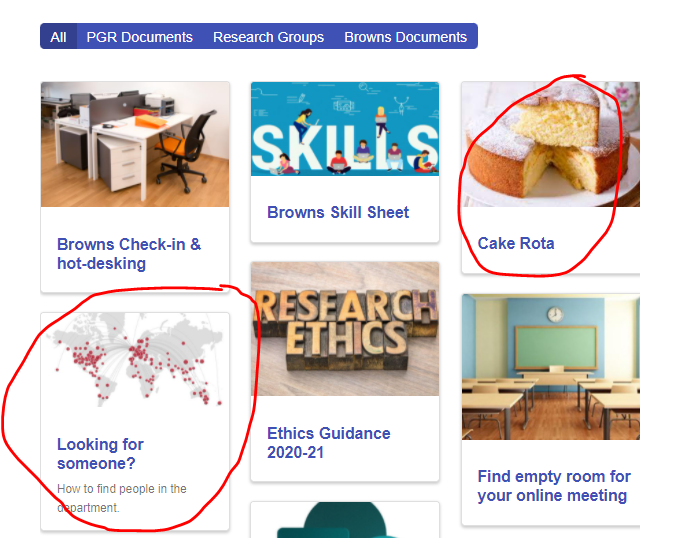 All PGR Documents Research Groups Browns Documents
SKILLS
Browns Check-in &
hot-desking
Browns Skill Sheet
Cake Rota
RESEARCH
ETHICS
Looking for
someone?
How to find people in the
department.
Ethics Guidance
2020-21
Find empty room for
your online meeting